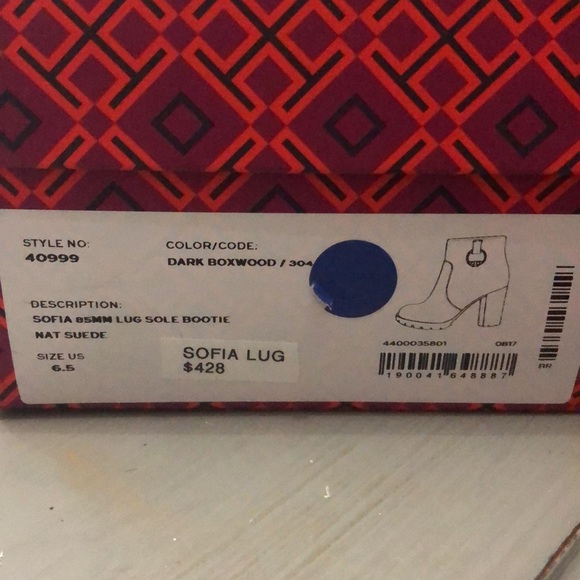 STYLE NO:
40999
COLOR/CODE:
DARK BOXWOOD / 304
DESCRIPTION:
SOFIA 85MM LUG SOLE BOOTIE
NAT SUEDE
SIZE US
6.5
SOFIA LUG
$428
4400035801 0817
190041648887
RR